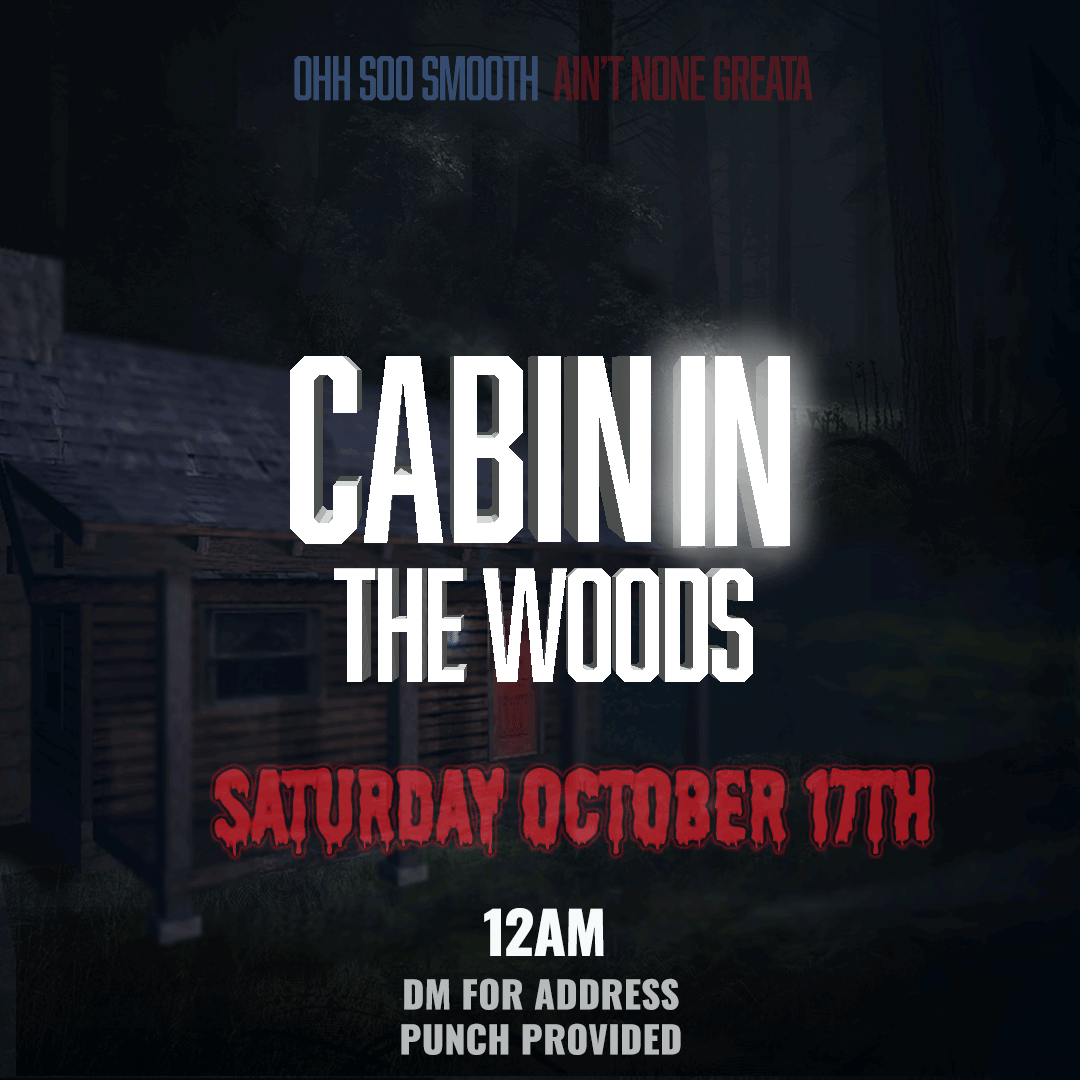 OHH SOO SMOOTH AIN'T NONE GREATA
CABIN IN
THE WOODS
SATURDAY OCTOBER 17TH
12AM
DM FOR ADDRESS
PUNCH PROVIDED